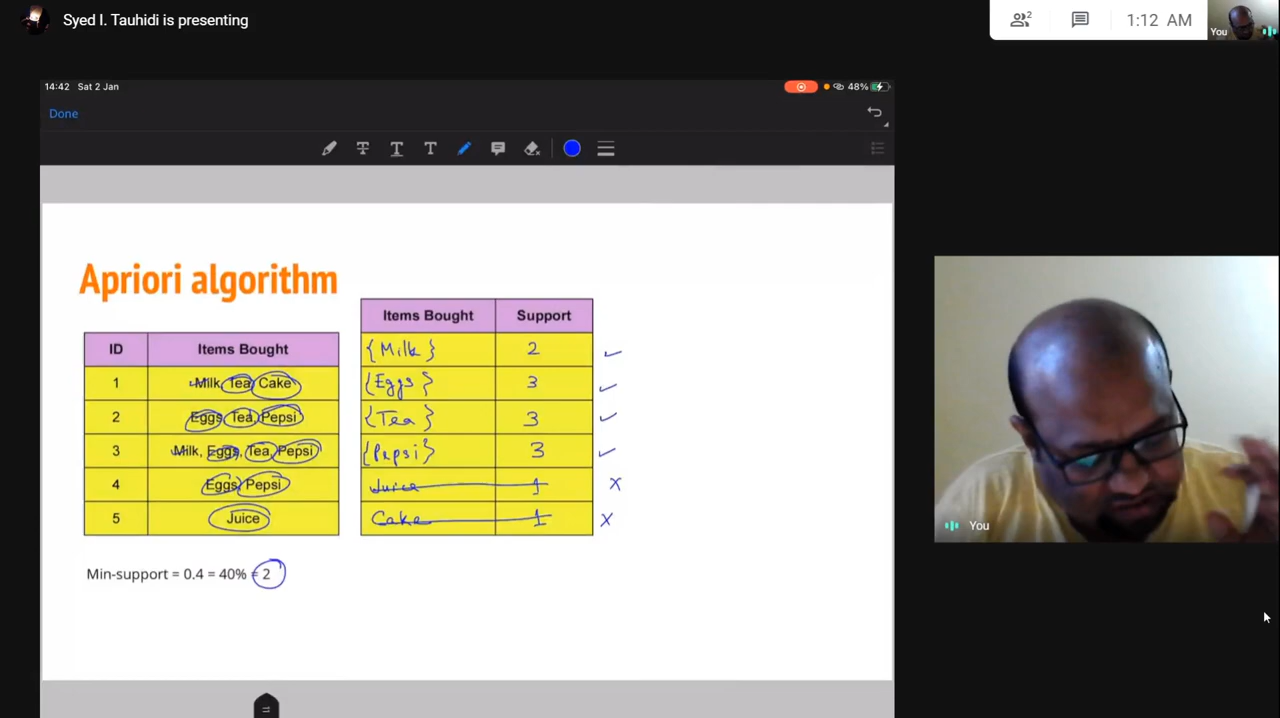 Syed I. Tauhidi is presenting
2
1:12 AM
You
14:42 Sat 2 Jan
48%
Done
T T T
Apriori algorithm
Items Bought Support
{Milk} 2
{Eggs} 3
{Tea} 3
{Pepsi} 3
Juice 1 x
Cake 1 x
ID Items Bought
1 Milk, Tea, Cake
2 Eggs, Tea, Pepsi
3 Milk, Eggs, Tea, Pepsi
4 Eggs, Pepsi
5 Juice
Min-support = 0.4 = 40% = 2
You
11